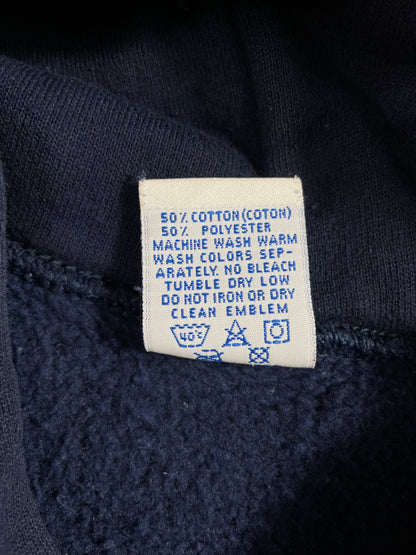 50% COTTON (COTON)
50% POLYESTER
MACHINE WASH WARM
WASH COLORS SEP-
ARATELY. NO BLEACH
TUMBLE DRY LOW
DO NOT IRON OR DRY
CLEAN EMBLEM
40°